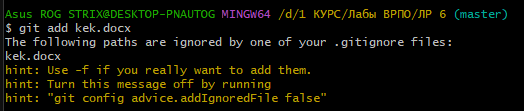 Asus ROG STRIX@DESKTOP-PNAUTOG MINGW64 /d/1 КУРС/Лабы ВРПО/ЛР 6 (master)
$ git add kek.docx
The following paths are ignored by one of your .gitignore files:
kek.docx
hint: Use -f if you really want to add them.
hint: Turn this message off by running
hint: "git config advice.addIgnoredFile false"